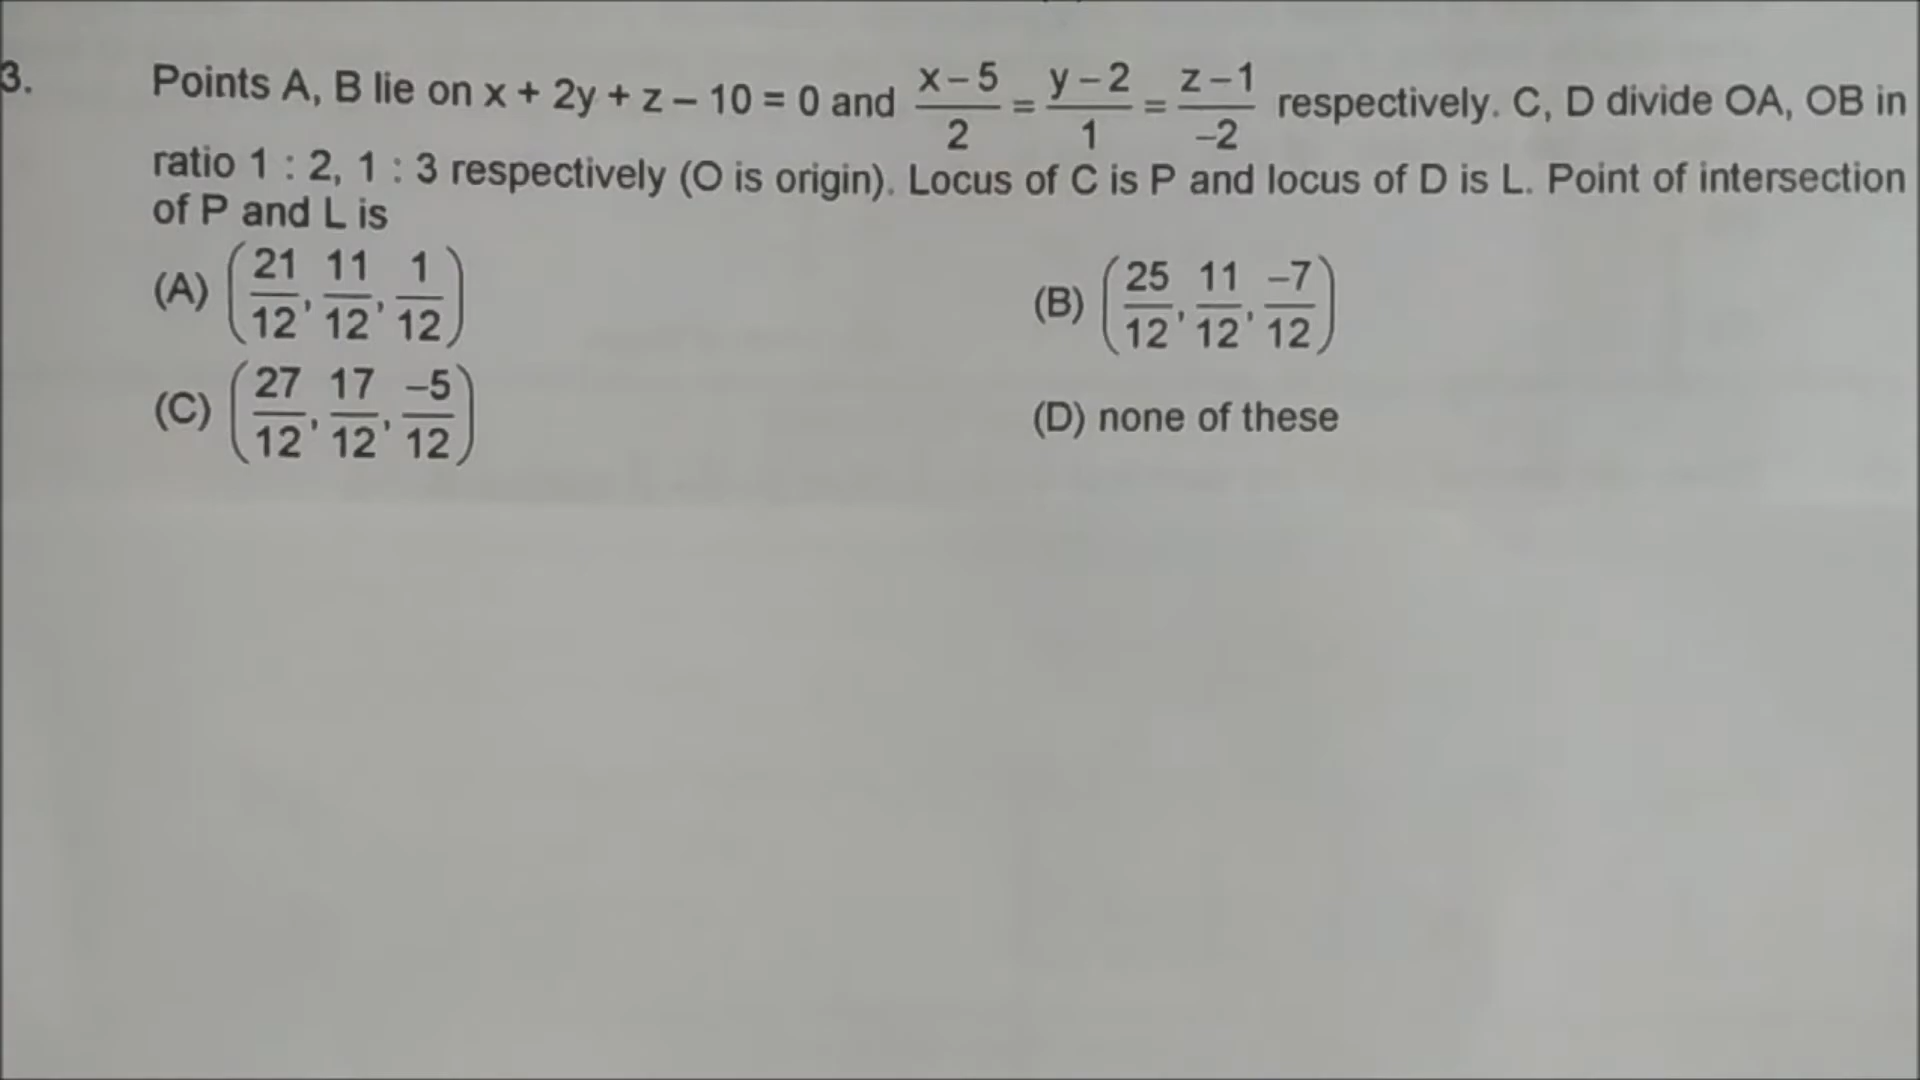 3. Points A, B lie on x + 2y + z – 10 = 0 and (x – 5)/2 = (y – 2)/1 = (z – 1)/–2 respectively. C, D divide OA, OB in
ratio 1 : 2, 1 : 3 respectively (O is origin). Locus of C is P and locus of D is L. Point of intersection
of P and L is
(A) (21/12, 11/12, 1/12) (B) (25/12, 11/12, –7/12)
(C) (27/12, 17/12, –5/12) (D) none of these